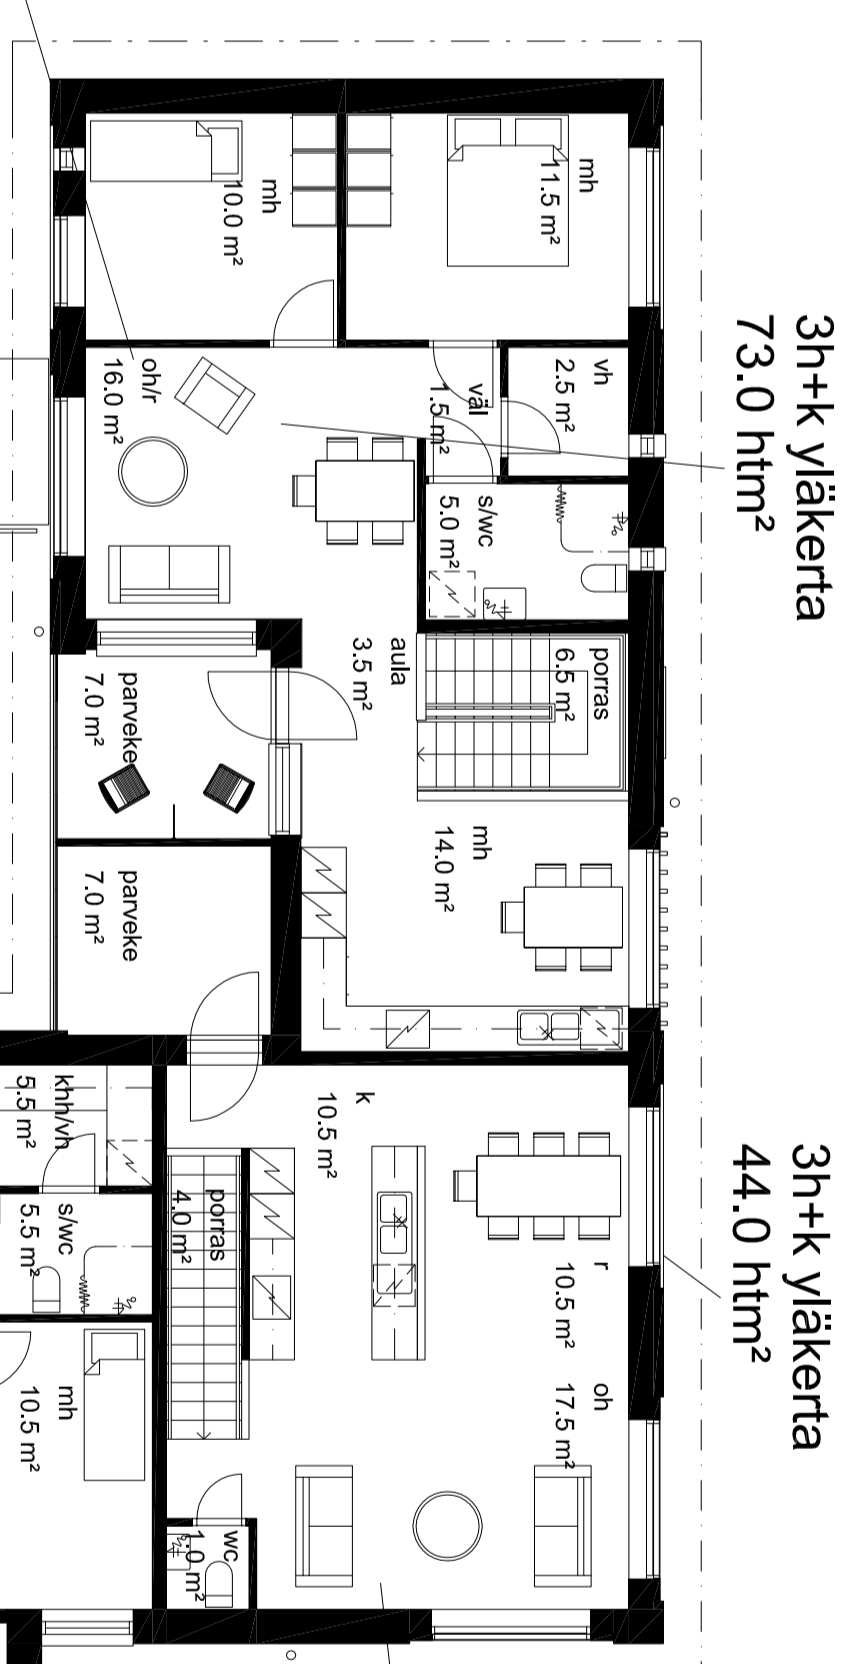 3h+k yläkerta
73.0 htm²
3h+k yläkerta
44.0 htm²
mh
11.5 m²
mh
10.0 m²
vh
2.5 m²
väl
1.5 m²
oh/r
16.0 m²
s/wc
5.0 m²
porras
6.5 m²
aula
3.5 m²
parveke
7.0 m²
mh
14.0 m²
parveke
7.0 m²
k
10.5 m²
r
10.5 m²
oh
17.5 m²
khh/vh
5.5 m²
s/wc
5.5 m²
porras
4.0 m²
mh
10.5 m²
wc
1.0 m²